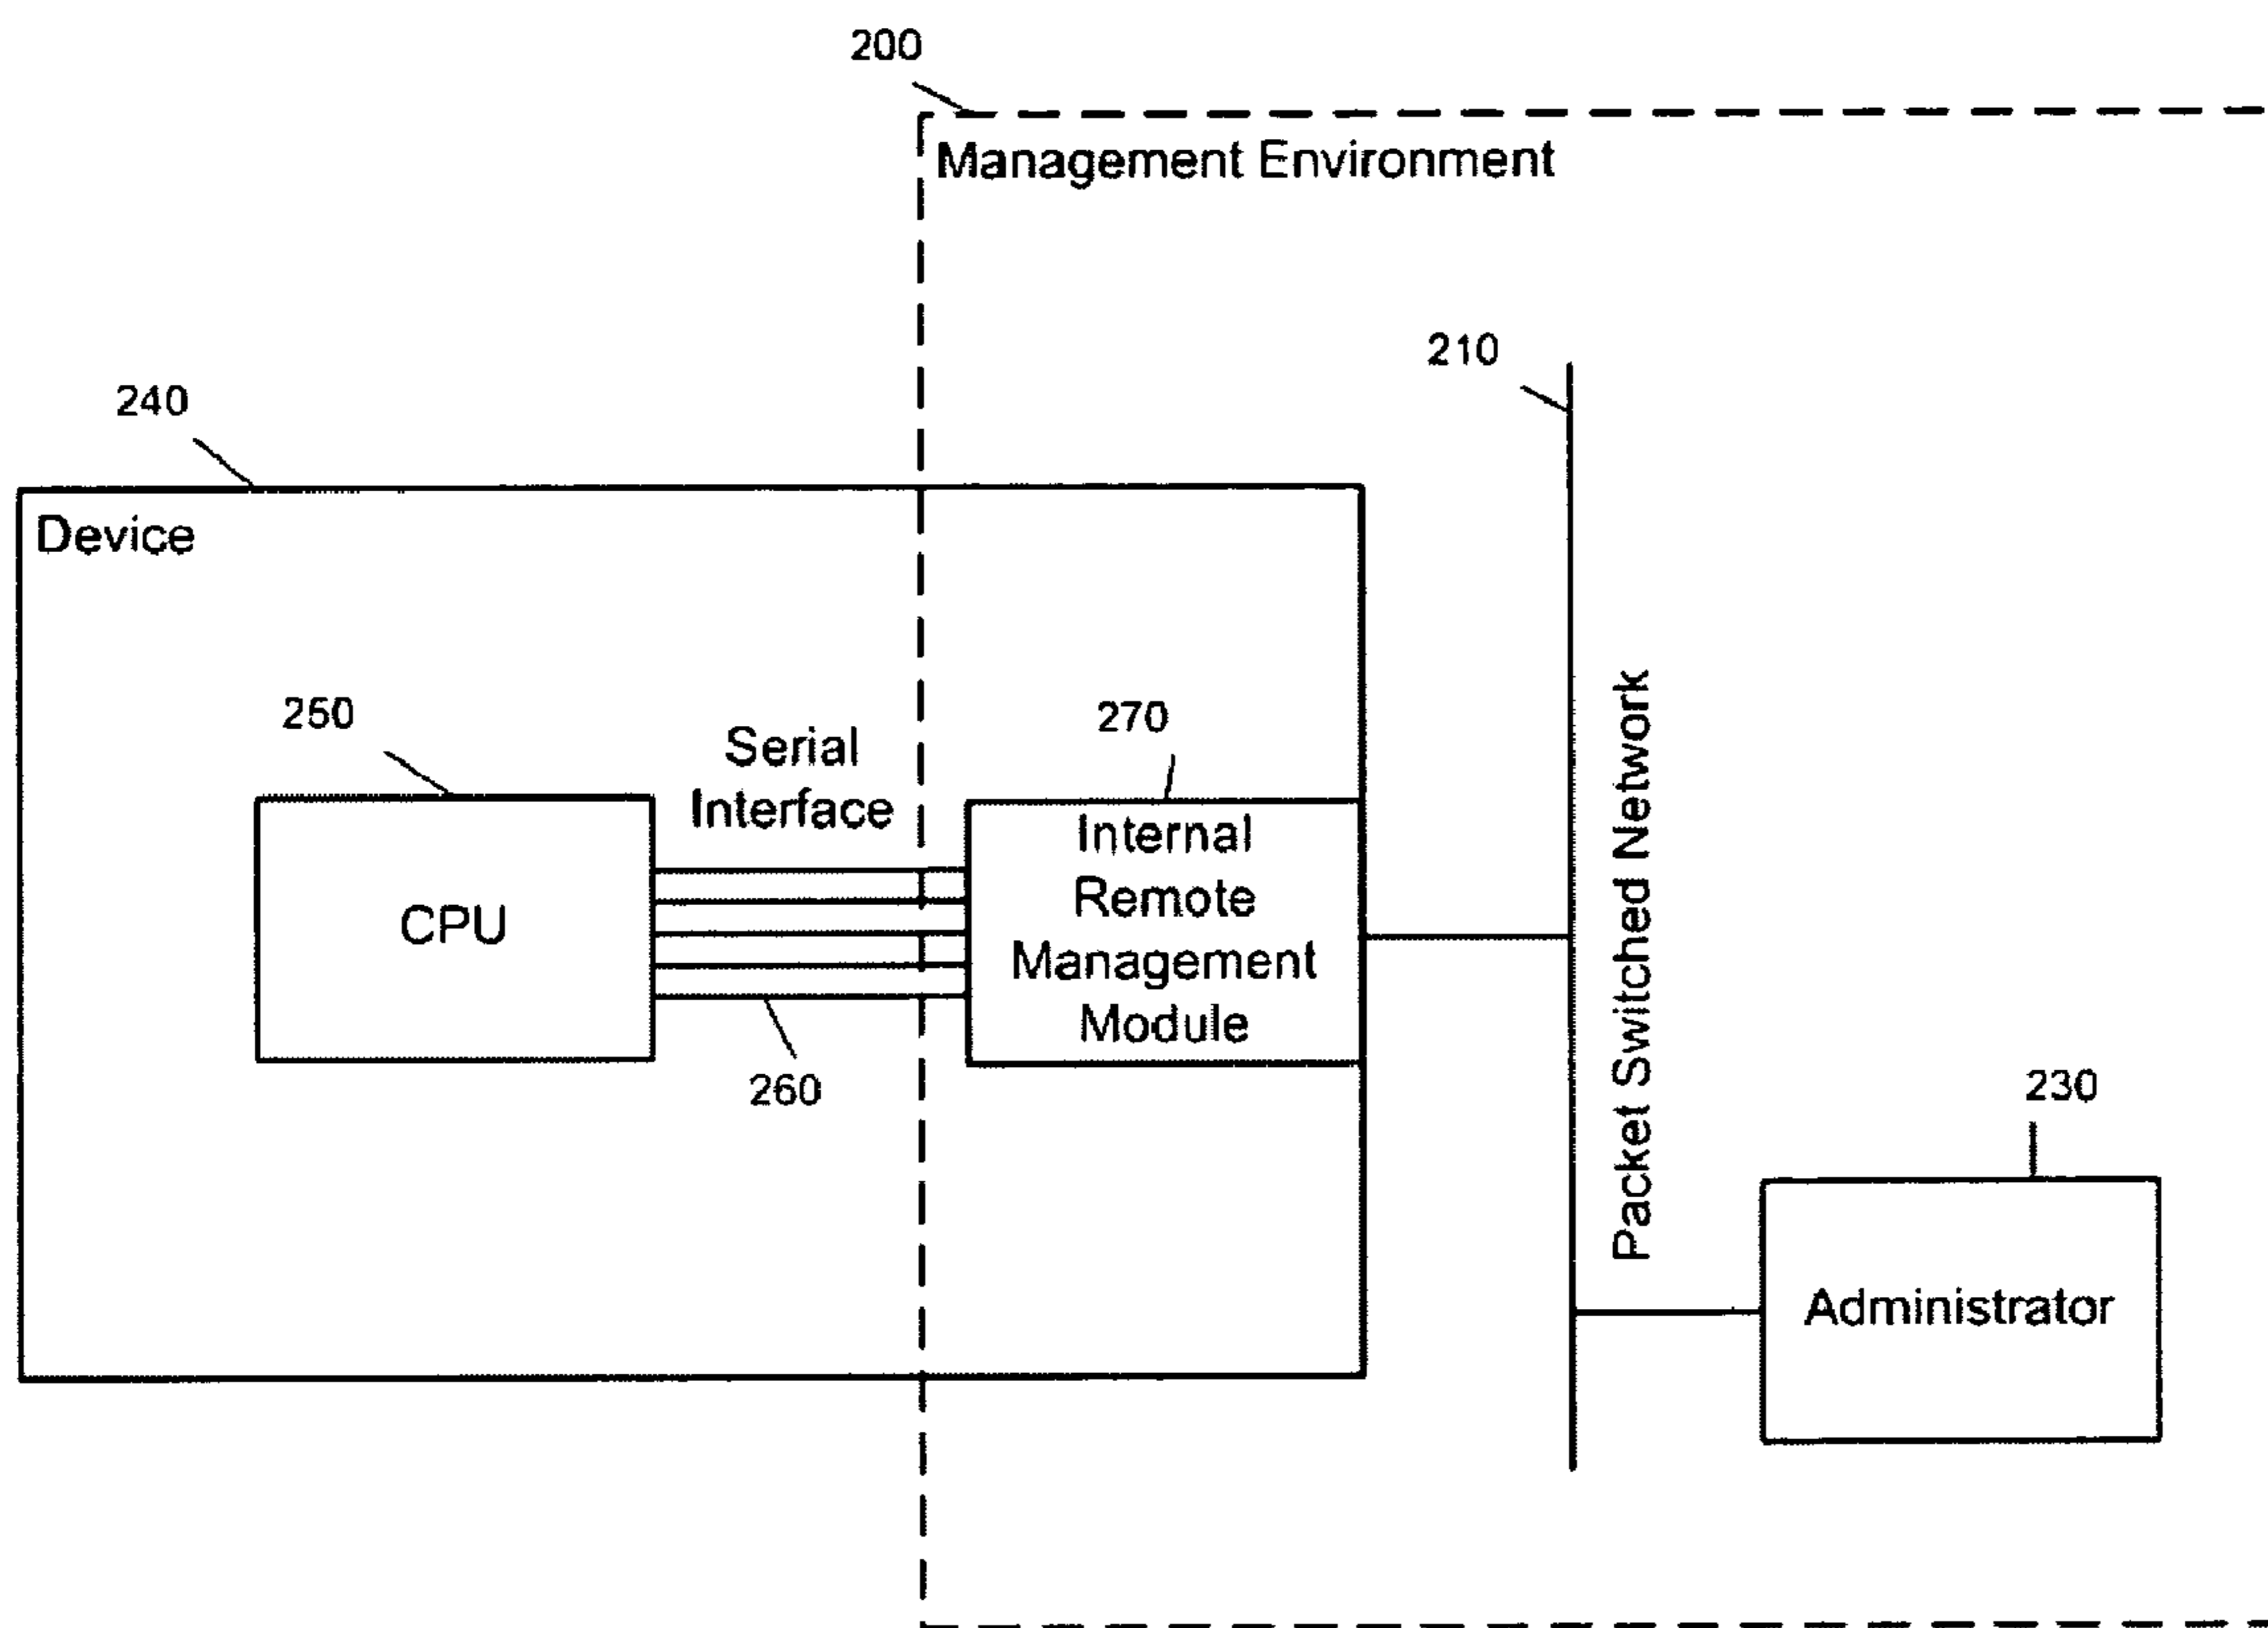 200
Management Environment
210
240
Device
250
Serial
Interface
270
CPU
Internal
Remote
Management
Module
260
Packet Switched Network
230
Administrator